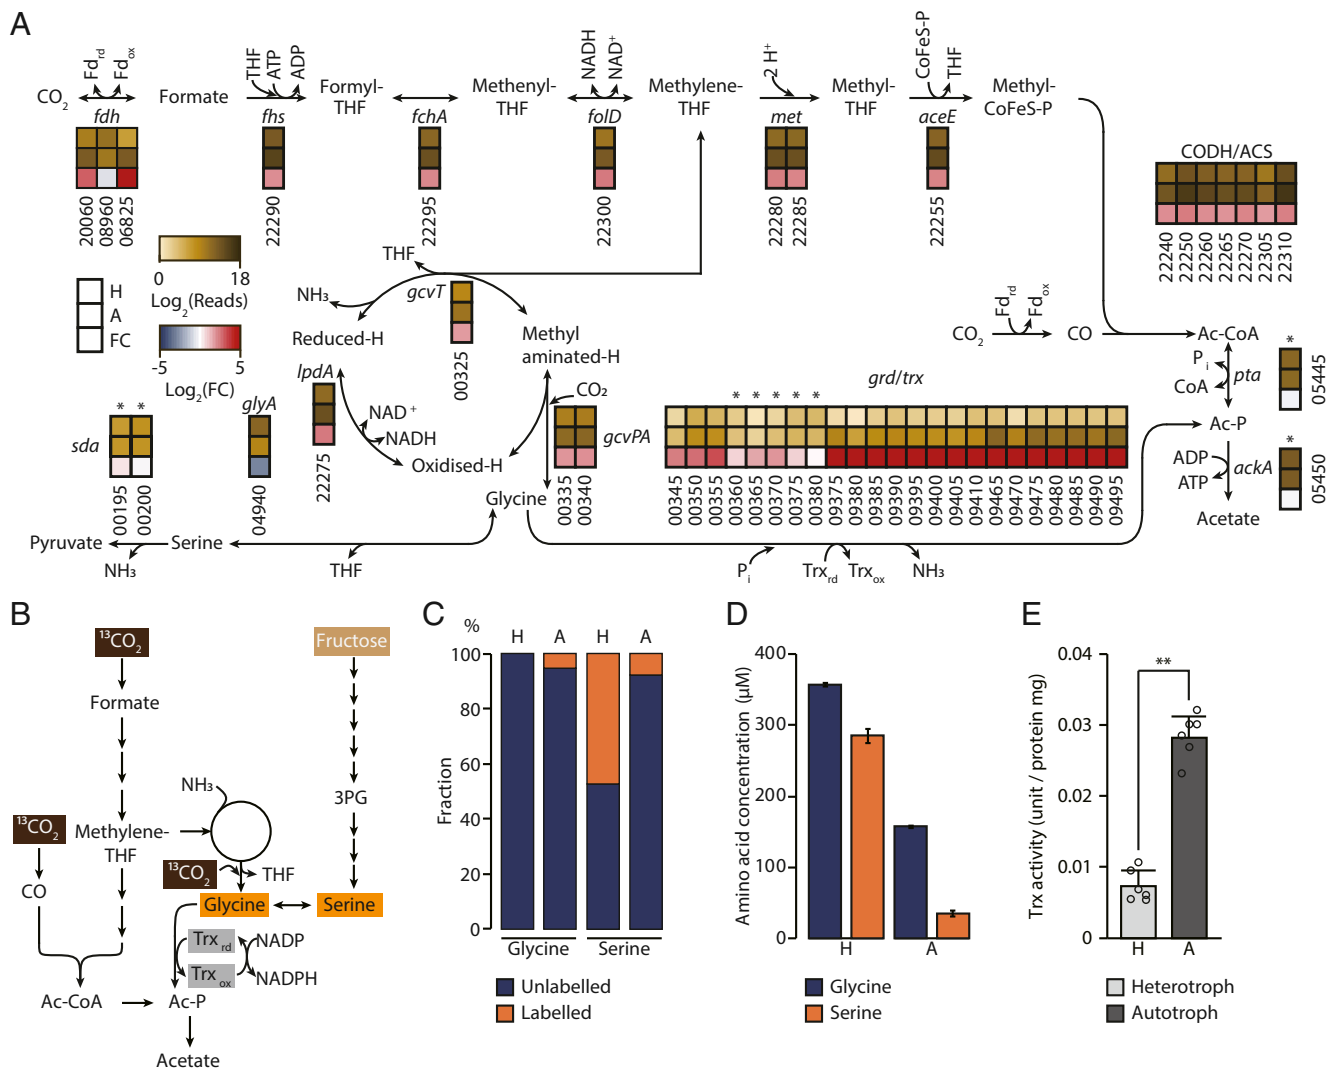 A
CO2 Fdrd Fdox Formate THF ATP ADP Formyl-THF Methenyl-THF NADH NAD+ Methylene-THF 2 H+ Methyl-THF CoFeS-P THF Methyl-CoFeS-P
fdh fhs fchA folD met aceE
CODH/ACS
20060 08960 06825 22290 22295 22300 22280 22285 22255
22240 22250 22260 22265 22270 22305 22310
0 18
Log2(Reads)
H
A
FC
-5 5
Log2(FC)
THF
NH3
gcvT
00325
Reduced-H
Methyl aminated-H
CO2 Fdrd Fdox CO Ac-CoA
*
Pi
CoA
pta
05445
lpdA
22275
NAD+
NADH
Oxidised-H
CO2
gcvPA
00335 00340
grd/trx
* * * * *
00345 00350 00355 00360 00365 00370 00375 00380 09375 09380 09385 09390 09395 09400 09405 09410 09465 09470 09475 09480 09485 09490 09495
Ac-P
*
ADP
ATP
ackA
05450
Acetate
* *
sda
00195 00200
glyA
04940
Glycine
Pyruvate Serine
NH3 THF Pi Trxrd Trxox NH3
B
13CO2 Fructose
Formate
NH3
3PG
13CO2 Methylene-THF
CO
13CO2 THF
Glycine Serine
Trx rd NADP
Trx ox NADPH
Ac-CoA Ac-P
Acetate
C
%
H A H A
100
80
60
40
20
0
Fraction
Glycine Serine
Unlabelled
Labelled
D
400
300
200
100
0
Amino acid concentration (μM)
H A
Glycine
Serine
E
0.04
0.03
0.02
0.01
0
Trx activity (unit / protein mg)
**
H A
Heterotroph
Autotroph